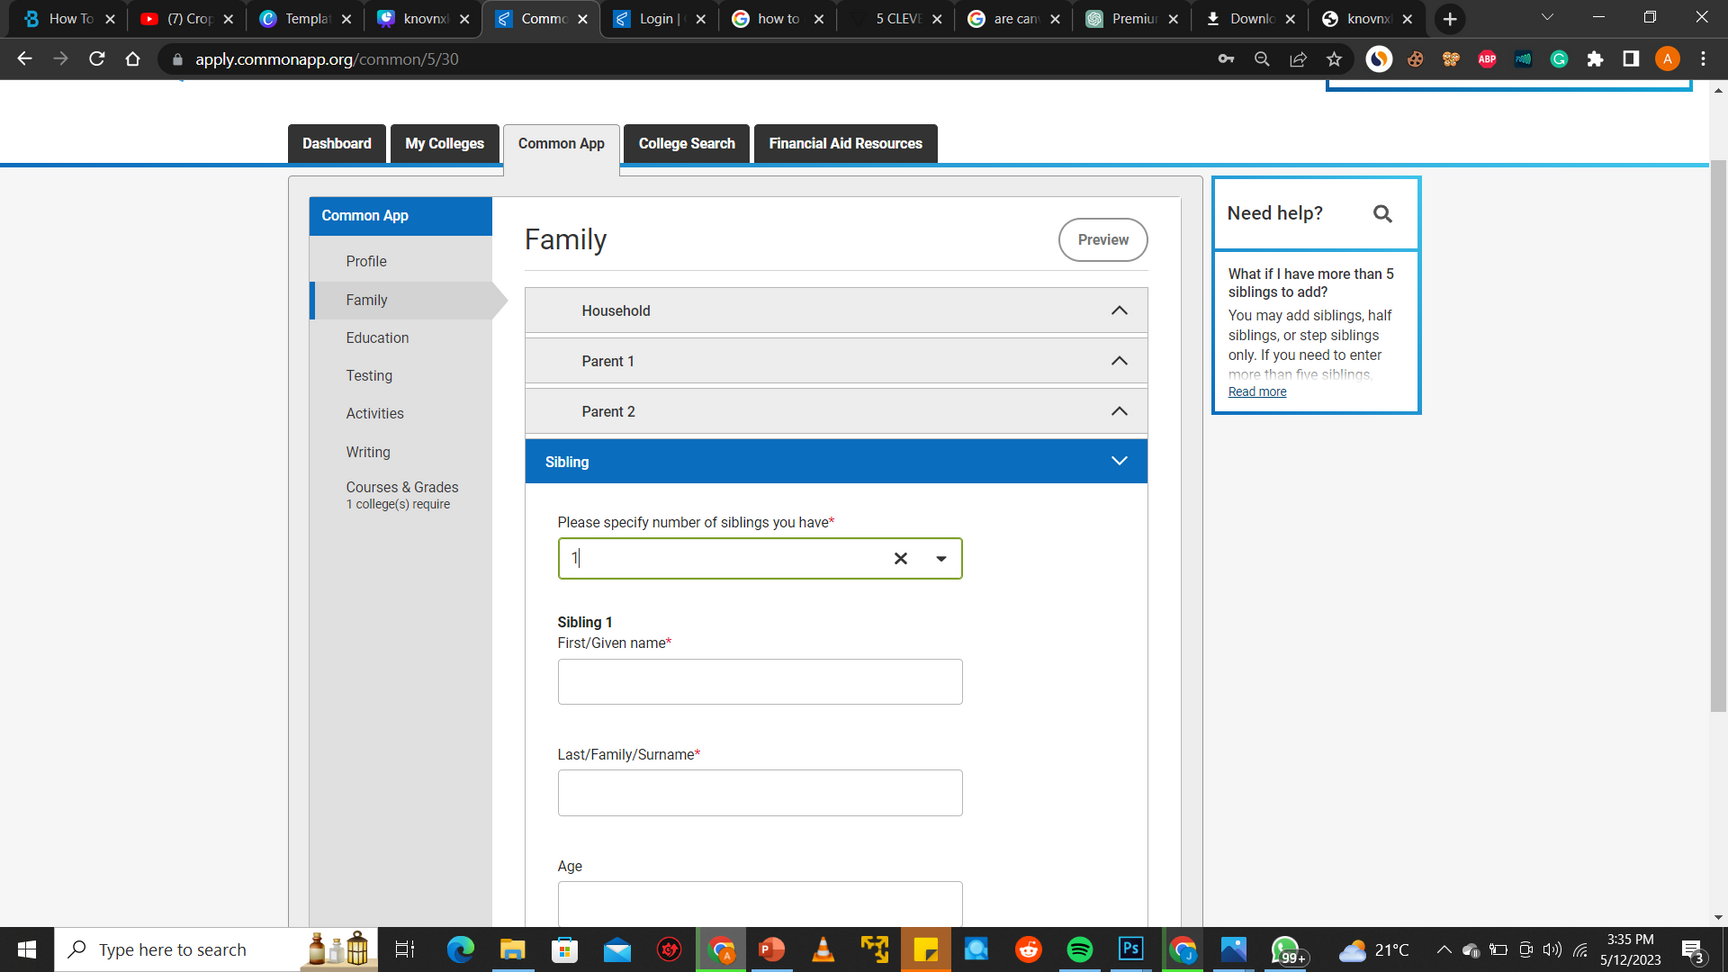 How To
(7) Crop
Templat
knovnx
Commo
Login |
how to
5 CLEV
are can
Premiu
Downlo
knovnx
apply.commonapp.org/common/5/30
ABP
A
Dashboard
My Colleges
Common App
College Search
Financial Aid Resources
Common App
Profile
Family
Education
Testing
Activities
Writing
Courses & Grades
1 college(s) require
Family
Preview
Household
Parent 1
Parent 2
Sibling
Please specify number of siblings you have*
1
Sibling 1
First/Given name*
Last/Family/Surname*
Age
Need help?
What if I have more than 5
siblings to add?
You may add siblings, half
siblings, or step siblings
only. If you need to enter
more than five siblings,
Read more
Type here to search
99+
21°C
3:35 PM
5/12/2023
3